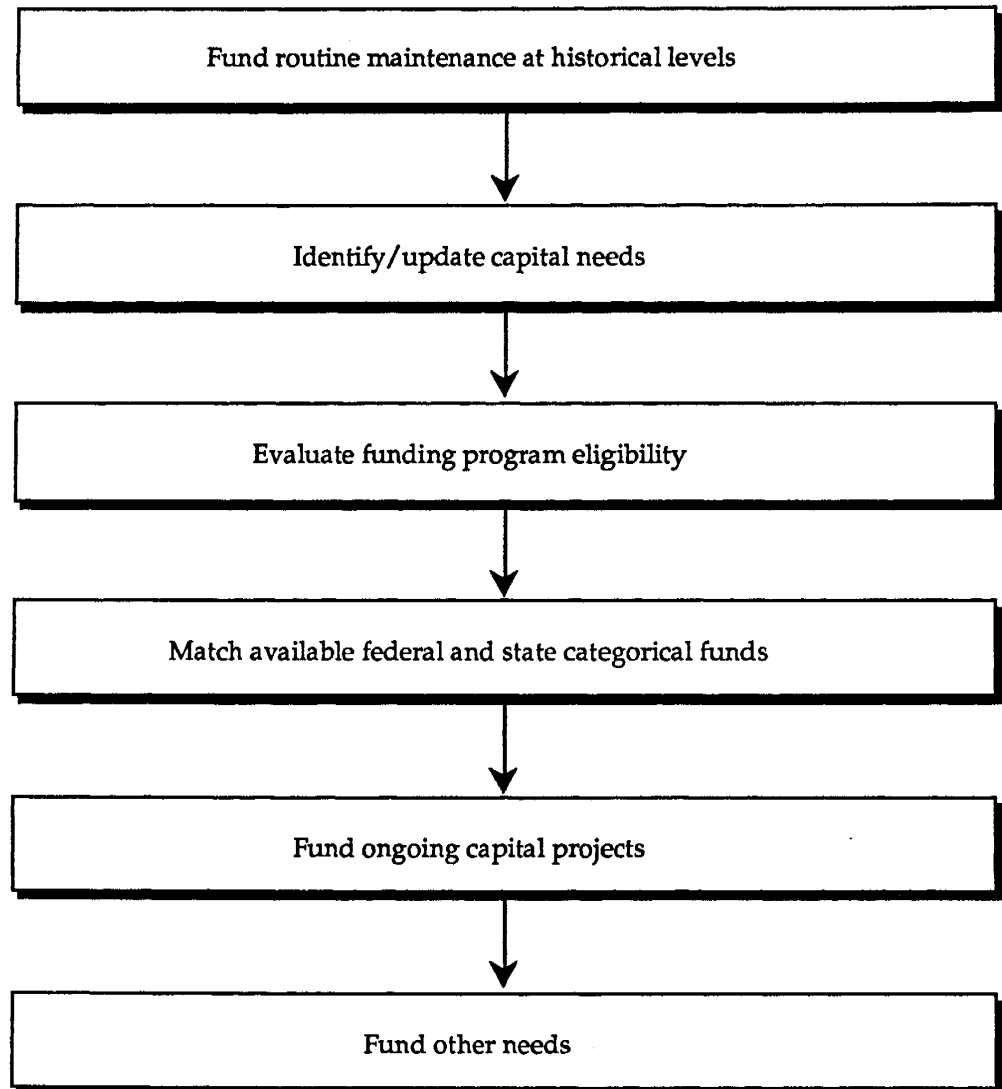 Fund routine maintenance at historical levels
Identify/update capital needs
Evaluate funding program eligibility
Match available federal and state categorical funds
Fund ongoing capital projects
Fund other needs